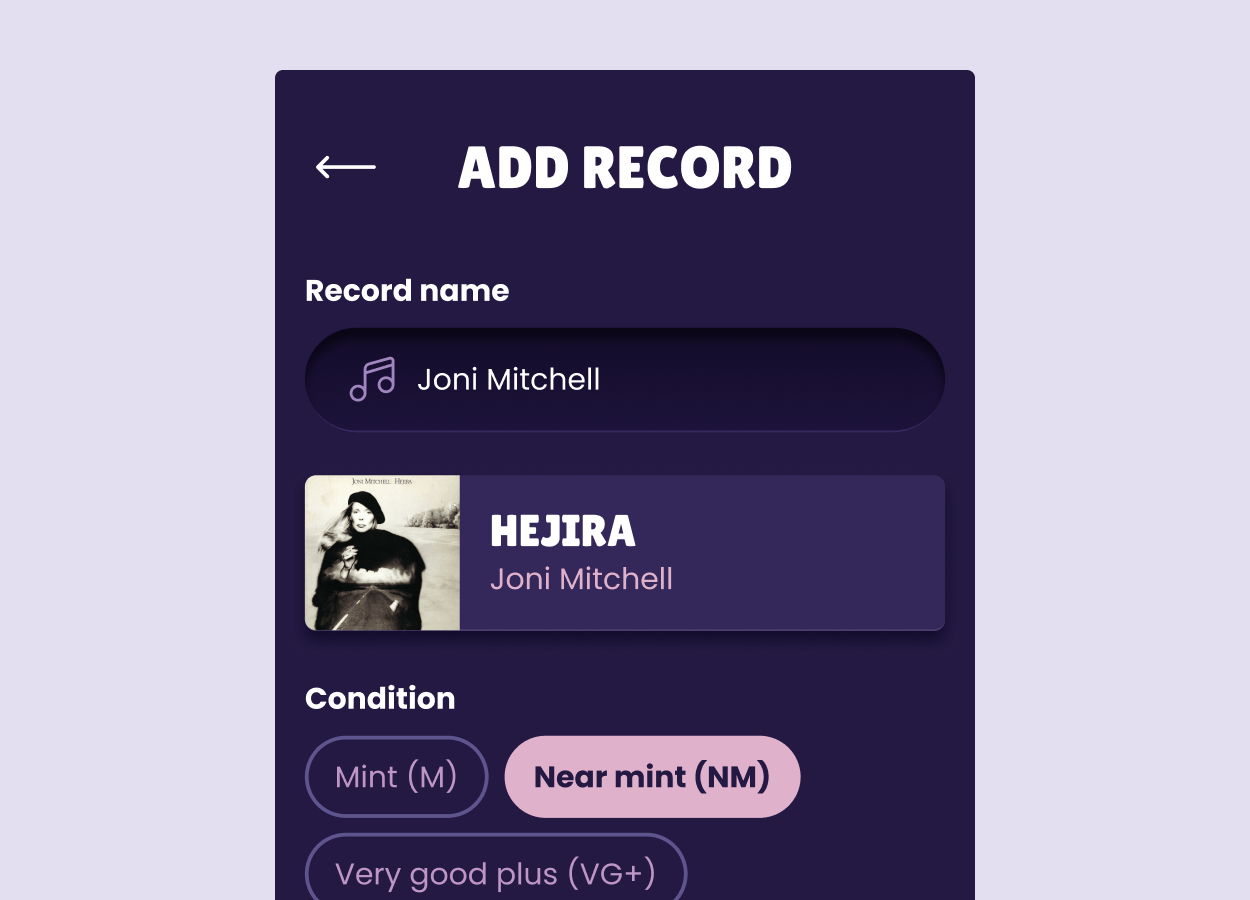 ADD RECORD
Record name
Joni Mitchell
JONI MITCHELL HEJIRA
HEJIRA
Joni Mitchell
Condition
Mint (M)
Near mint (NM)
Very good plus (VG+)